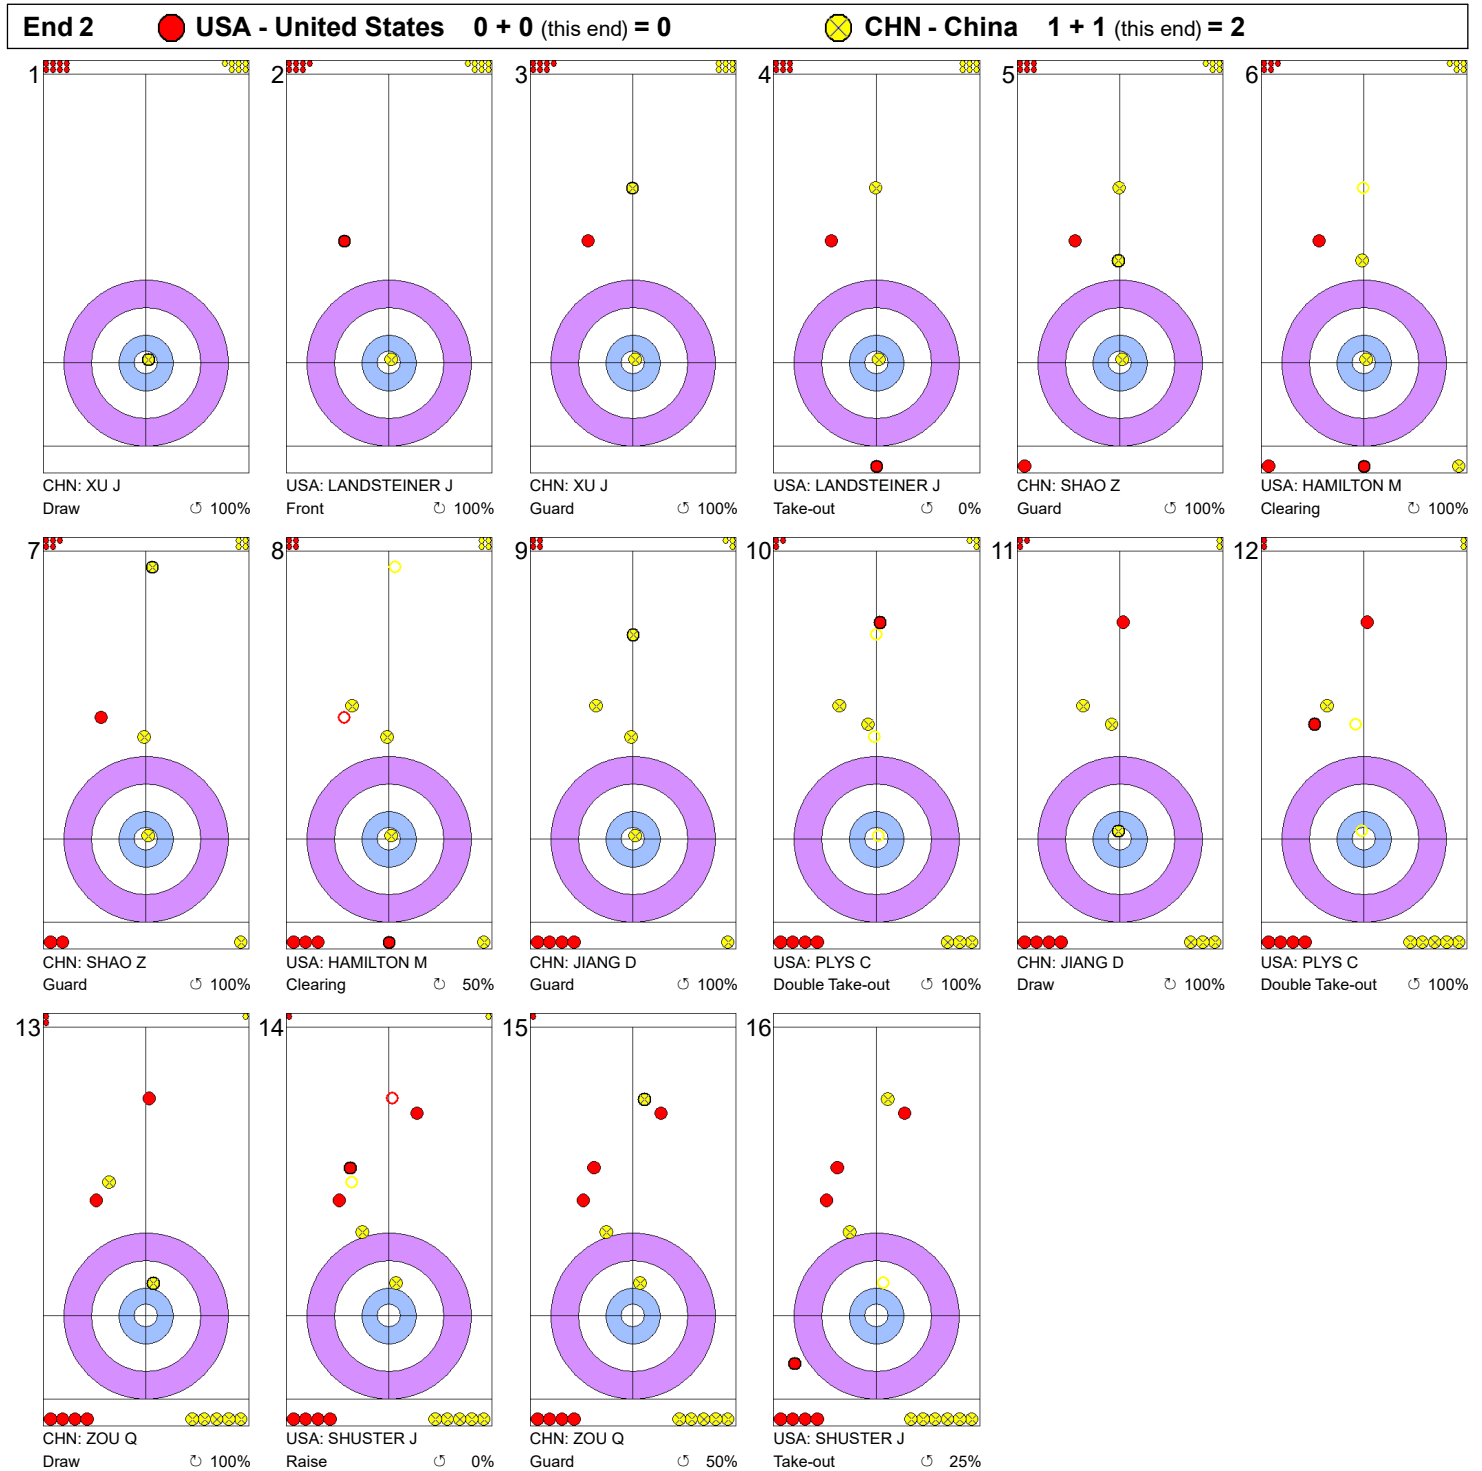 End 2 USA - United States 0 + 0 (this end) = 0 CHN - China 1 + 1 (this end) = 2
1 2 3 4 5 6
CHN: XU J USA: LANDSTEINER J CHN: XU J USA: LANDSTEINER J CHN: SHAO Z USA: HAMILTON M
Draw ↺ 100% Front ↻ 100% Guard ↺ 100% Take-out ↺ 0% Guard ↺ 100% Clearing ↻ 100%
7 8 9 10 11 12
CHN: SHAO Z USA: HAMILTON M CHN: JIANG D USA: PLYS C CHN: JIANG D USA: PLYS C
Guard ↺ 100% Clearing ↻ 50% Guard ↺ 100% Double Take-out ↺ 100% Draw ↻ 100% Double Take-out ↺ 100%
13 14 15 16
CHN: ZOU Q USA: SHUSTER J CHN: ZOU Q USA: SHUSTER J
Draw ↻ 100% Raise ↺ 0% Guard ↺ 50% Take-out ↺ 25%